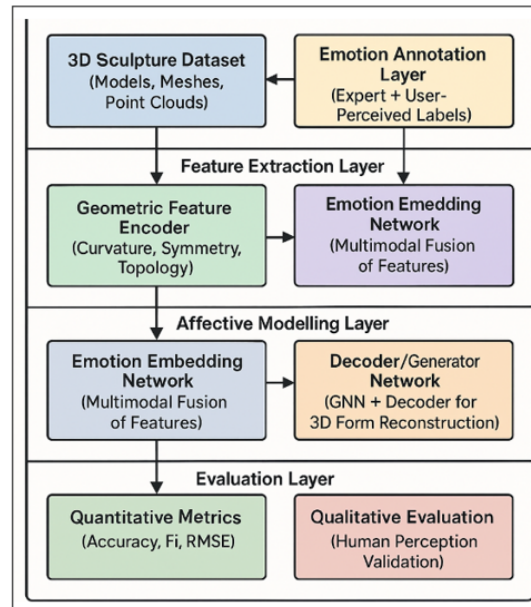 3D Sculpture Dataset
(Models, Meshes,
Point Clouds)
Emotion Annotation
Layer
(Expert + User-
Perceived Labels)
Feature Extraction Layer
Geometric Feature
Encoder
(Curvature, Symmetry,
Topology)
Emotion Emedding
Network
(Multimodal Fusion
of Features)
Affective Modelling Layer
Emotion Embedding
Network
(Multimodal Fusion
of Features)
Decoder/Generator
Network
(GNN + Decoder for
3D Form Reconstruction)
Evaluation Layer
Quantitative Metrics
(Accuracy, Fi, RMSE)
Qualitative Evaluation
(Human Perception
Validation)